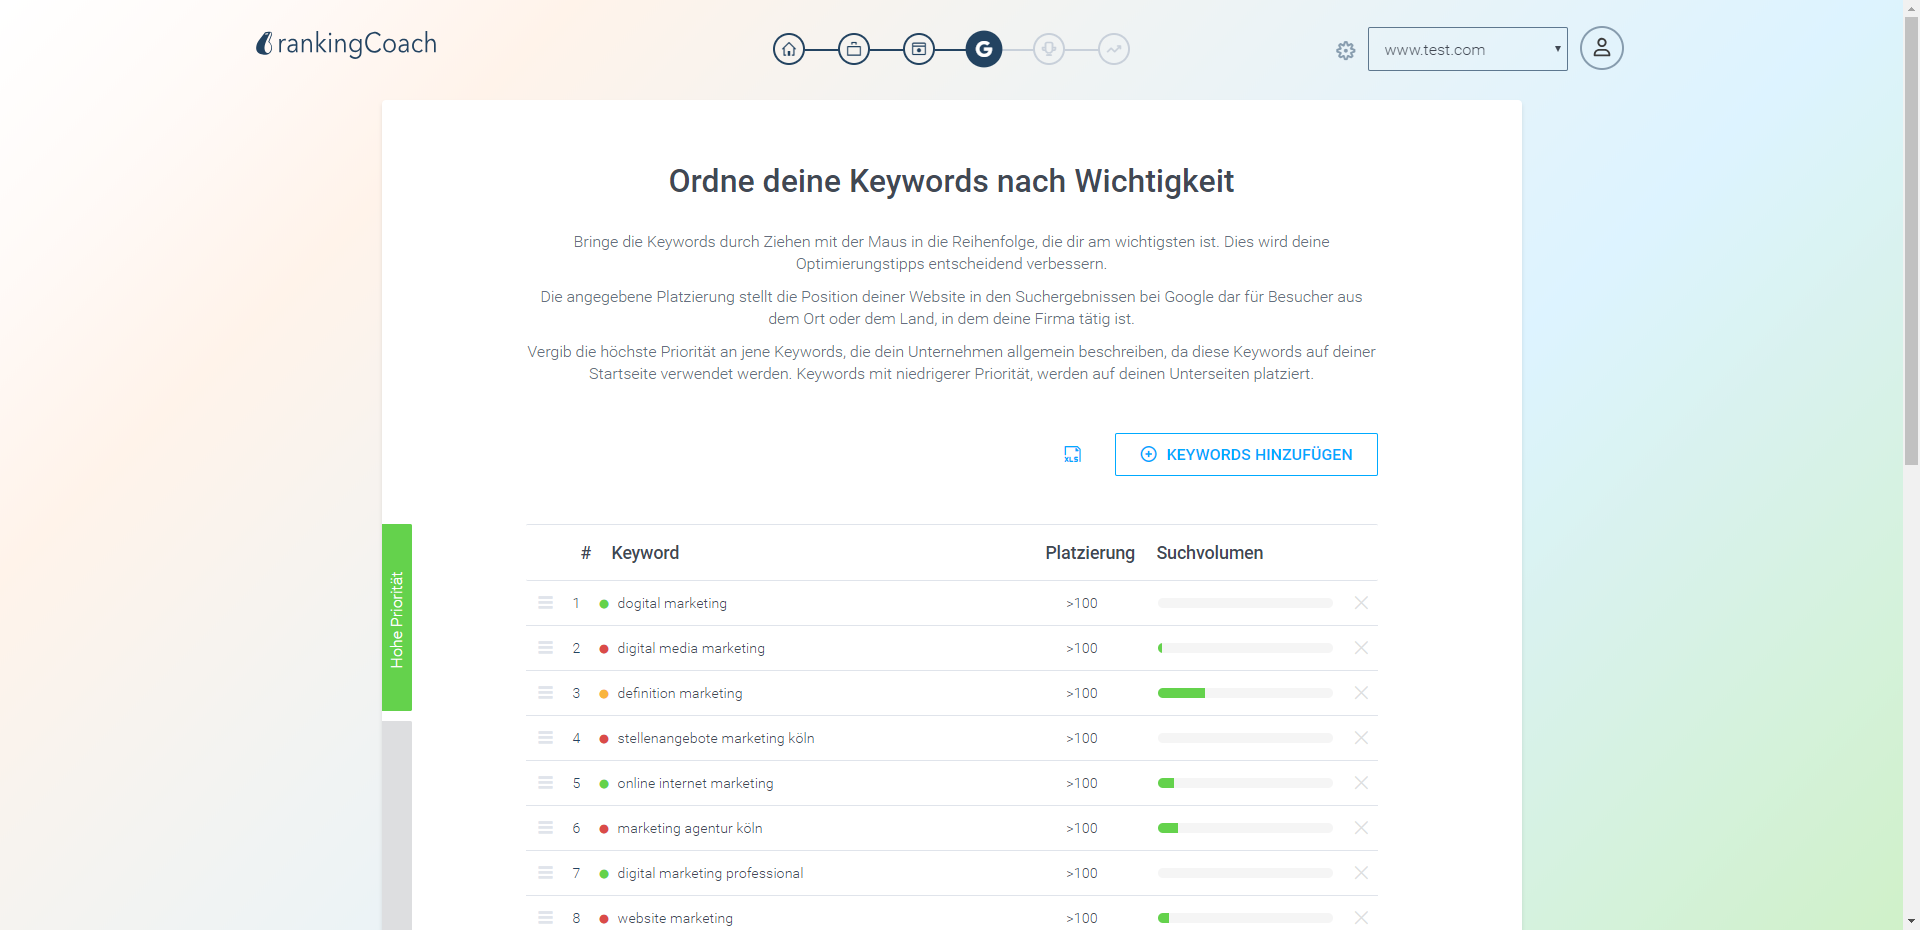 rankingCoach
G
www.test.com
Ordne deine Keywords nach Wichtigkeit
Bringe die Keywords durch Ziehen mit der Maus in die Reihenfolge, die dir am wichtigsten ist. Dies wird deine
Optimierungstipps entscheidend verbessern.
Die angegebene Platzierung stellt die Position deiner Website in den Suchergebnissen bei Google dar für Besucher aus
dem Ort oder dem Land, in dem deine Firma tätig ist.
Vergib die höchste Priorität an jene Keywords, die dein Unternehmen allgemein beschreiben, da diese Keywords auf deiner
Startseite verwendet werden. Keywords mit niedrigerer Priorität, werden auf deinen Unterseiten platziert.
XLS KEYWORDS HINZUFÜGEN
Hohe Priorität
# Keyword Platzierung Suchvolumen
1 dogital marketing >100
2 digital media marketing >100
3 definition marketing >100
4 stellenangebote marketing köln >100
5 online internet marketing >100
6 marketing agentur köln >100
7 digital marketing professional >100
8 website marketing >100